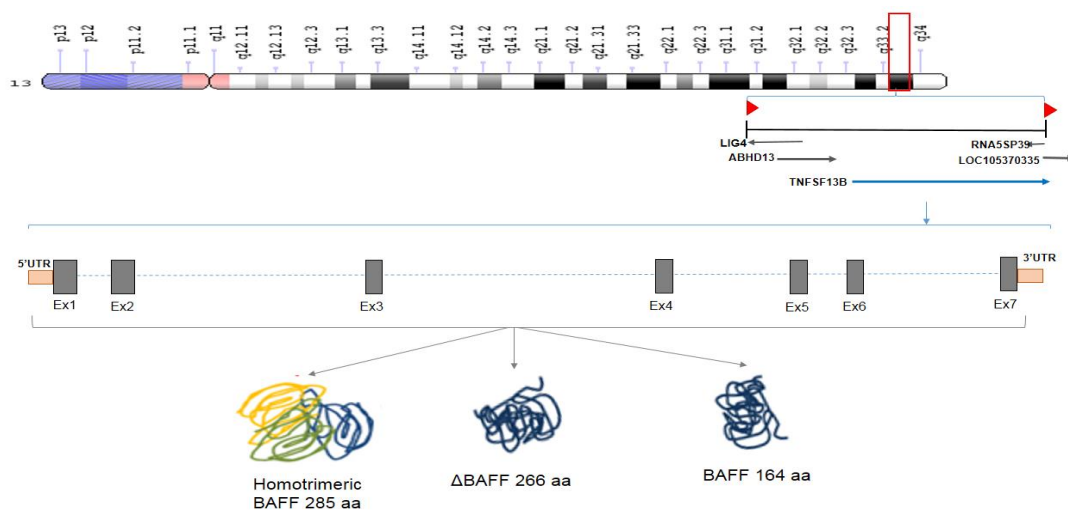 p13 p12 p11.2 p11.1 q11 q12.11 q12.13 q12.3 q13.1 q13.3 q14.11 q14.12 q14.2 q14.3 q21.1 q21.2 q21.31 q21.33 q22.1 q22.3 q31.1 q31.2 q32.1 q32.2 q32.3 q33.2 q34
13
LIG4 RNA5SP39
ABHD13 LOC105370335
TNFSF13B
5'UTR 3'UTR
Ex1 Ex2 Ex3 Ex4 Ex5 Ex6 Ex7
Homotrimeric
BAFF 285 aa
ΔBAFF 266 aa
BAFF 164 aa